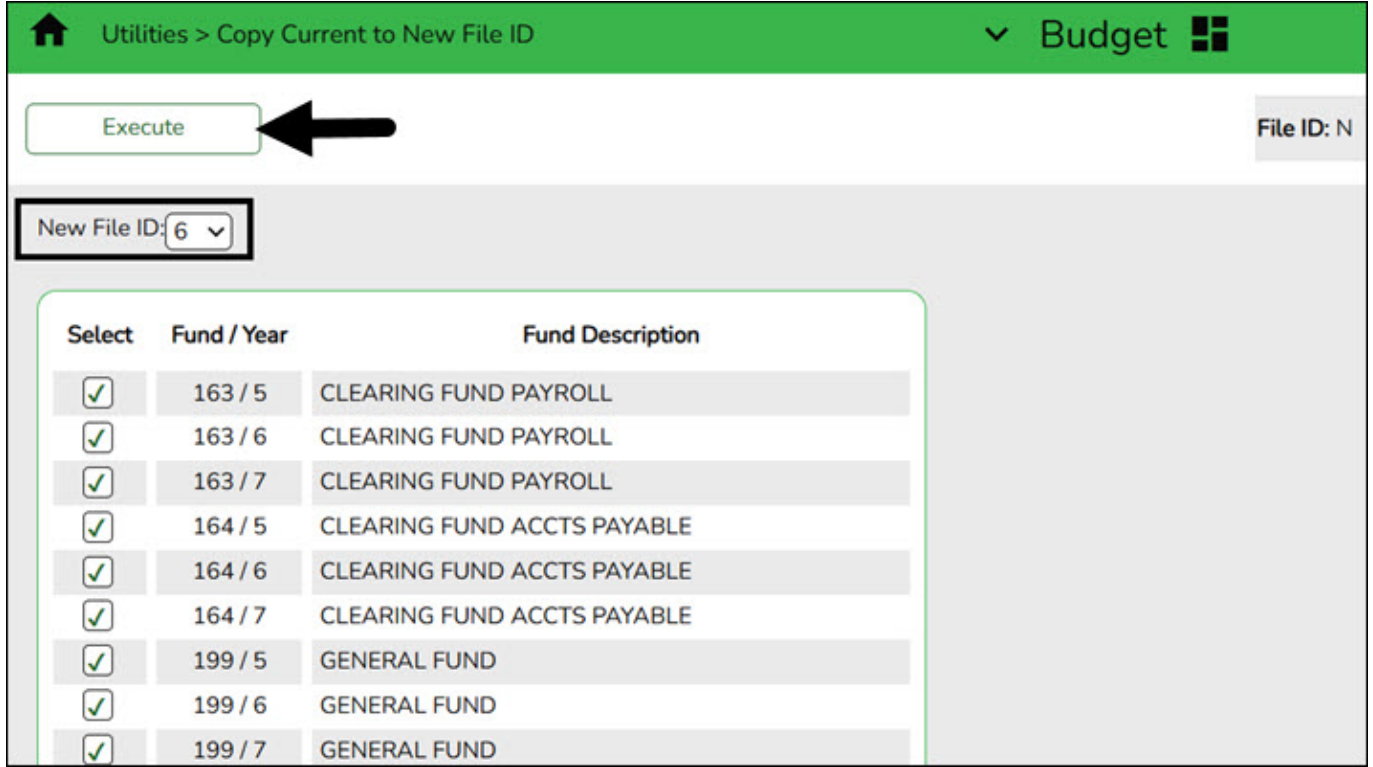 Utilities > Copy Current to New File ID
Budget
Execute
File ID: N
New File ID: 6
Select Fund / Year Fund Description
163 / 5 CLEARING FUND PAYROLL
163 / 6 CLEARING FUND PAYROLL
163 / 7 CLEARING FUND PAYROLL
164 / 5 CLEARING FUND ACCTS PAYABLE
164 / 6 CLEARING FUND ACCTS PAYABLE
164 / 7 CLEARING FUND ACCTS PAYABLE
199 / 5 GENERAL FUND
199 / 6 GENERAL FUND
199 / 7 GENERAL FUND